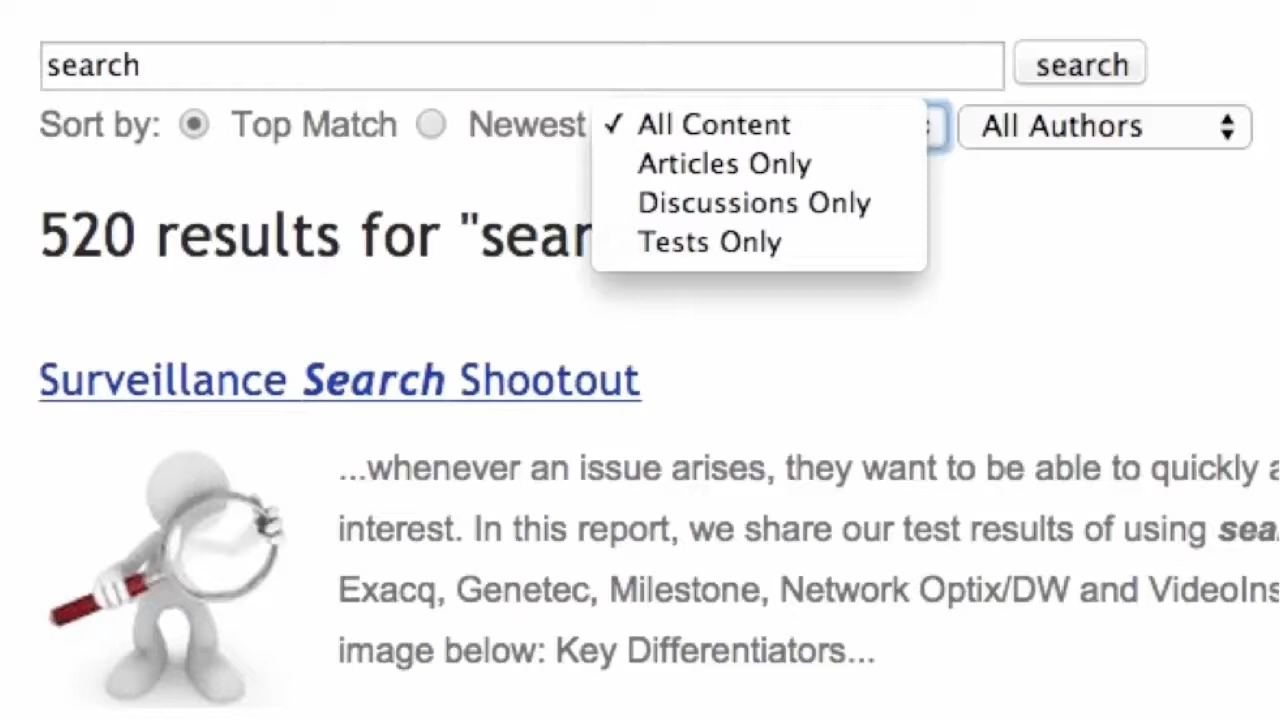 search search
Sort by: Top Match Newest ✓ All Content All Authors
Articles Only
Discussions Only
Tests Only
520 results for "sear
Surveillance Search Shootout
...whenever an issue arises, they want to be able to quickly
interest. In this report, we share our test results of using
Exacq, Genetec, Milestone, Network Optix/DW and VideoIns
image below: Key Differentiators...